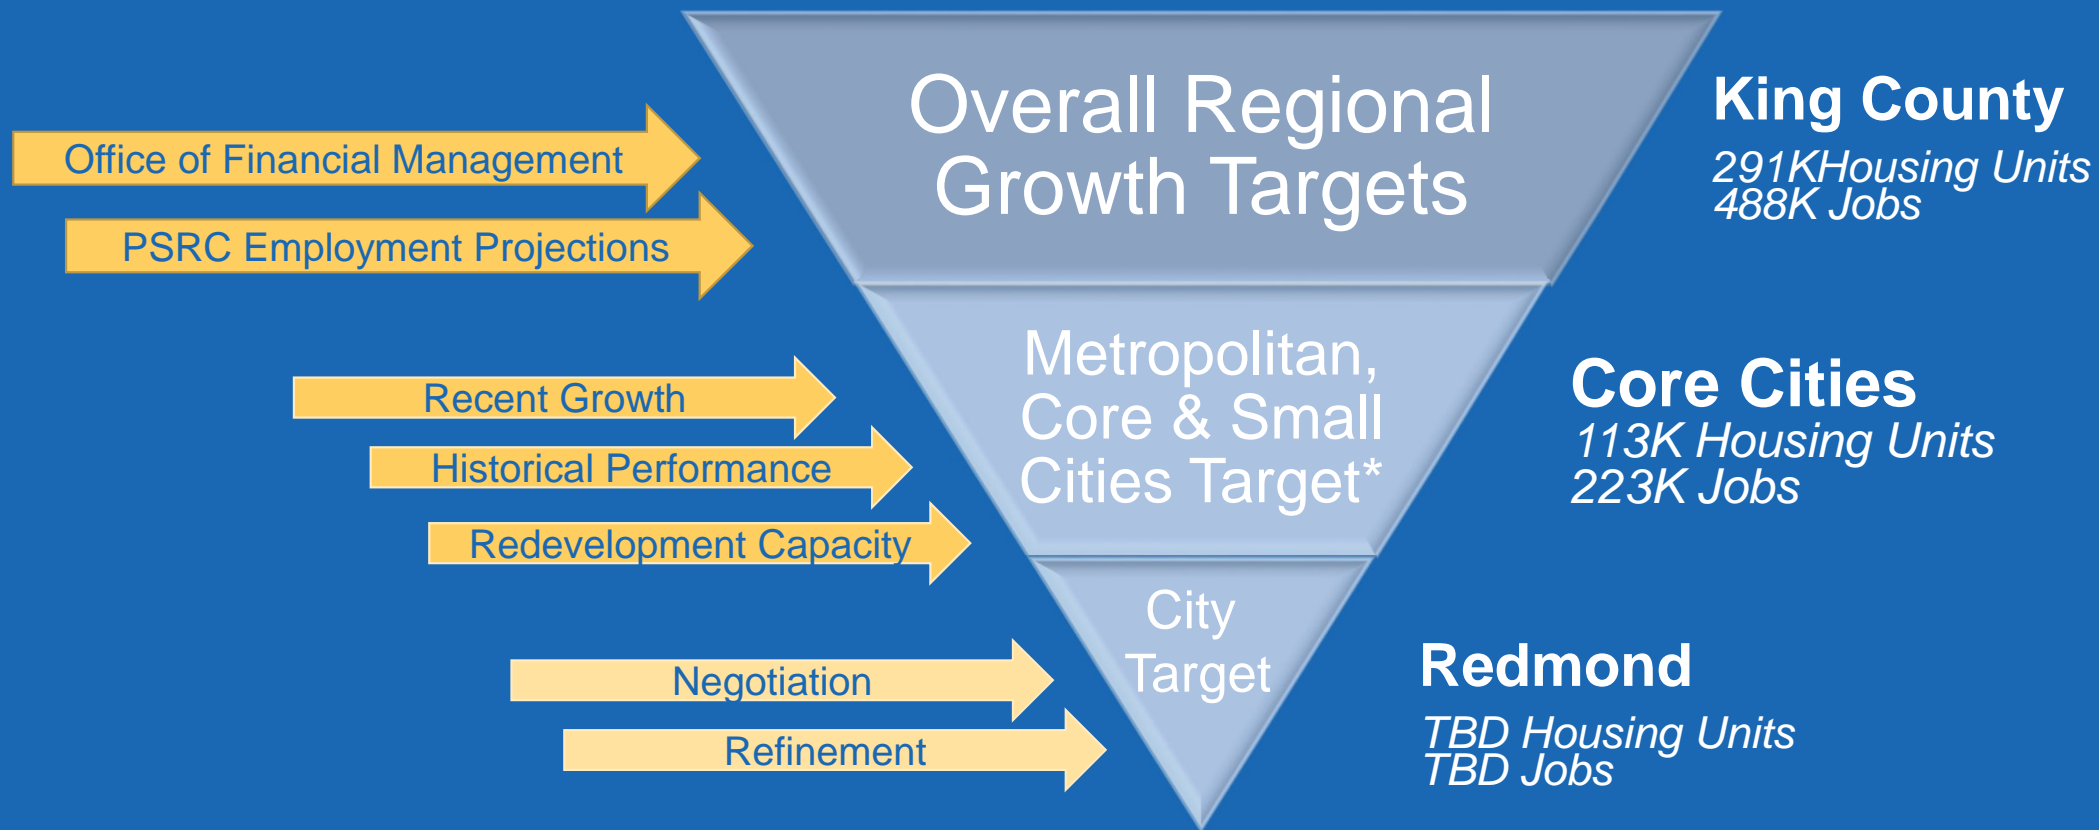 Overall Regional
Growth Targets
King County
291KHousing Units
488K Jobs
Office of Financial Management
PSRC Employment Projections
Metropolitan,
Core & Small
Cities Target*
Core Cities
113K Housing Units
223K Jobs
Recent Growth
Historical Performance
Redevelopment Capacity
City
Target
Redmond
TBD Housing Units
TBD Jobs
Negotiation
Refinement